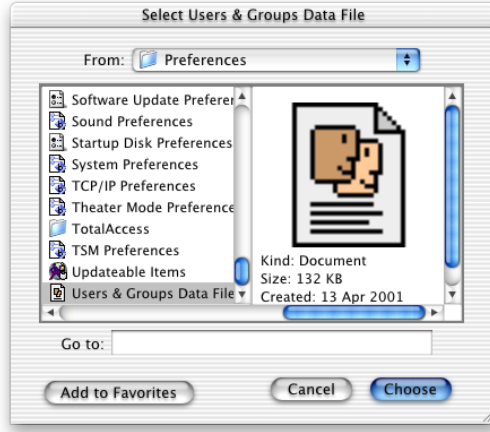 Select Users & Groups Data File
From: Preferences
Software Update Preferen
Sound Preferences
Startup Disk Preferences
System Preferences
TCP/IP Preferences
Theater Mode Preference
TotalAccess
TSM Preferences
Updateable Items
Users & Groups Data File
Kind: Document
Size: 132 KB
Created: 13 Apr 2001
Go to:
Add to Favorites
Cancel
Choose